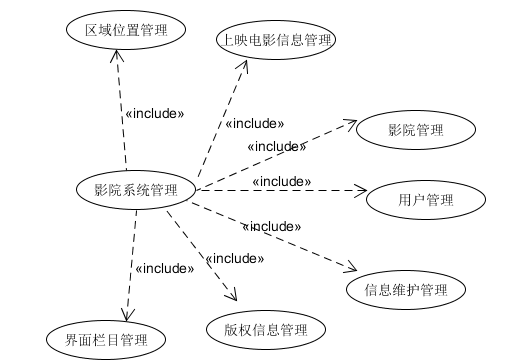 区域位置管理
上映电影信息管理
«include»
«include»
影院管理
«include»
影院系统管理
«include»
用户管理
«include»
«include»
«include»
信息维护管理
界面栏目管理
版权信息管理